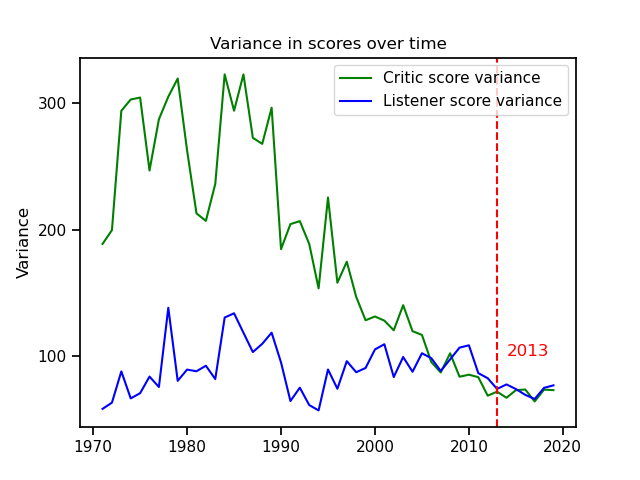 Variance in scores over time
Critic score variance
Listener score variance
300
200
100
Variance
2013
1970 1980 1990 2000 2010 2020